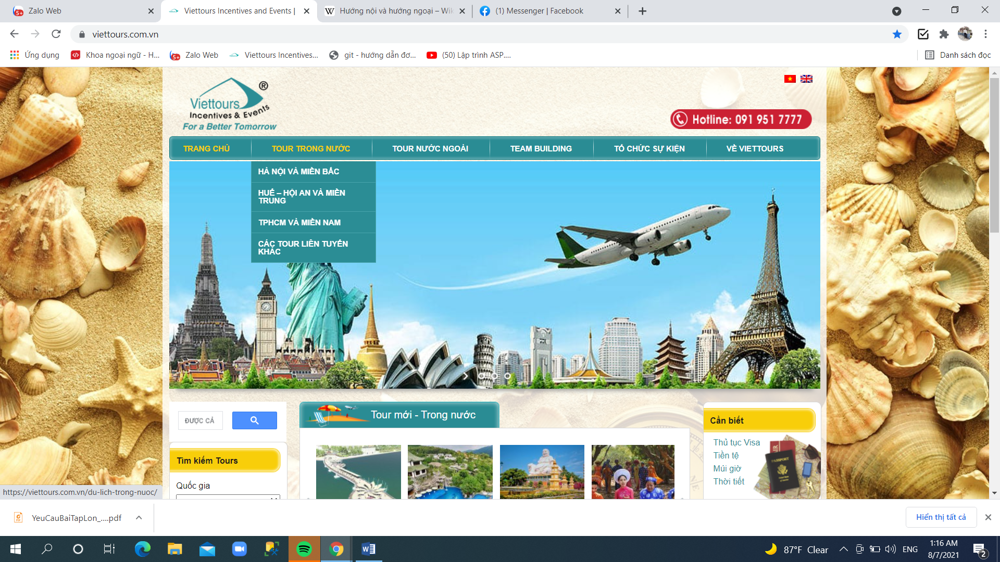 Zalo Web
Viettours Incentives and Events |
Hướng nội và hướng ngoại – Wik
(1) Messenger | Facebook
viettours.com.vn
Ứng dụng
Khoa ngoại ngữ - H...
Zalo Web
Viettours Incentives...
git - hướng dẫn đơ...
(50) Lập trình ASP....
Danh sách đọc
Viettours ®
Incentives & Events
For a Better Tomorrow
Hotline: 091 951 7777
TRANG CHỦ
TOUR TRONG NƯỚC
TOUR NƯỚC NGOÀI
TEAM BUILDING
TỔ CHỨC SỰ KIỆN
VỀ VIETTOURS
HÀ NỘI VÀ MIỀN BẮC
HUẾ – HỘI AN VÀ MIỀN
TRUNG
TPHCM VÀ MIỀN NAM
CÁC TOUR LIÊN TUYẾN
KHÁC
ĐƯỢC CẢ
Tìm kiếm Tours
Quốc gia
Tour mới - Trong nước
Cần biết
Thủ tục Visa
Tiền tệ
Múi giờ
Thời tiết
PASSPORT
https://viettours.com.vn/du-lich-trong-nuoc/
YeuCauBaiTapLon_....pdf
Hiển thị tất cả
87°F Clear
ENG
1:16 AM
8/7/2021
2